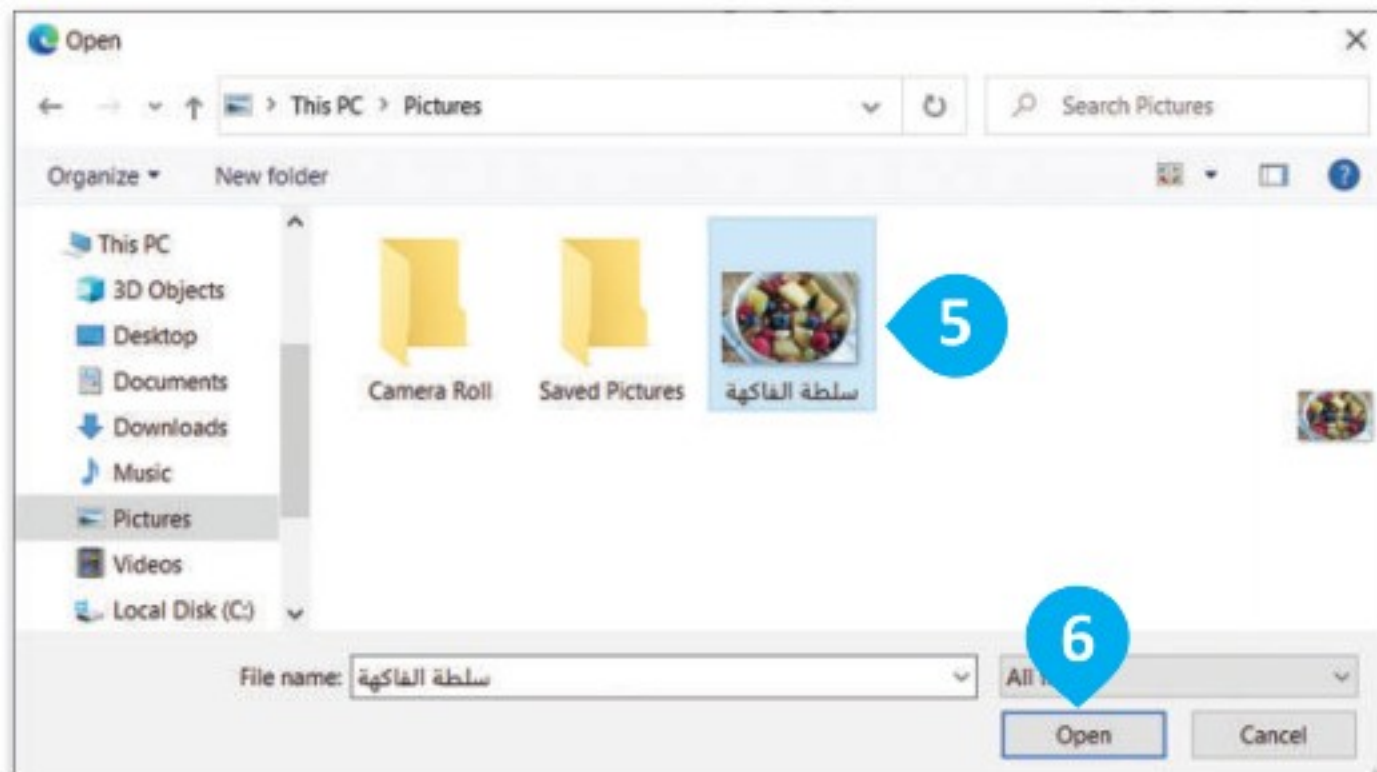 Open
This PC > Pictures
Search Pictures
Organize
New folder
This PC
3D Objects
Desktop
Documents
Downloads
Music
Pictures
Videos
Local Disk (C:)
Camera Roll
Saved Pictures
سلطة الفاكهة
5
6
File name: سلطة الفاكهة
All
Open
Cancel